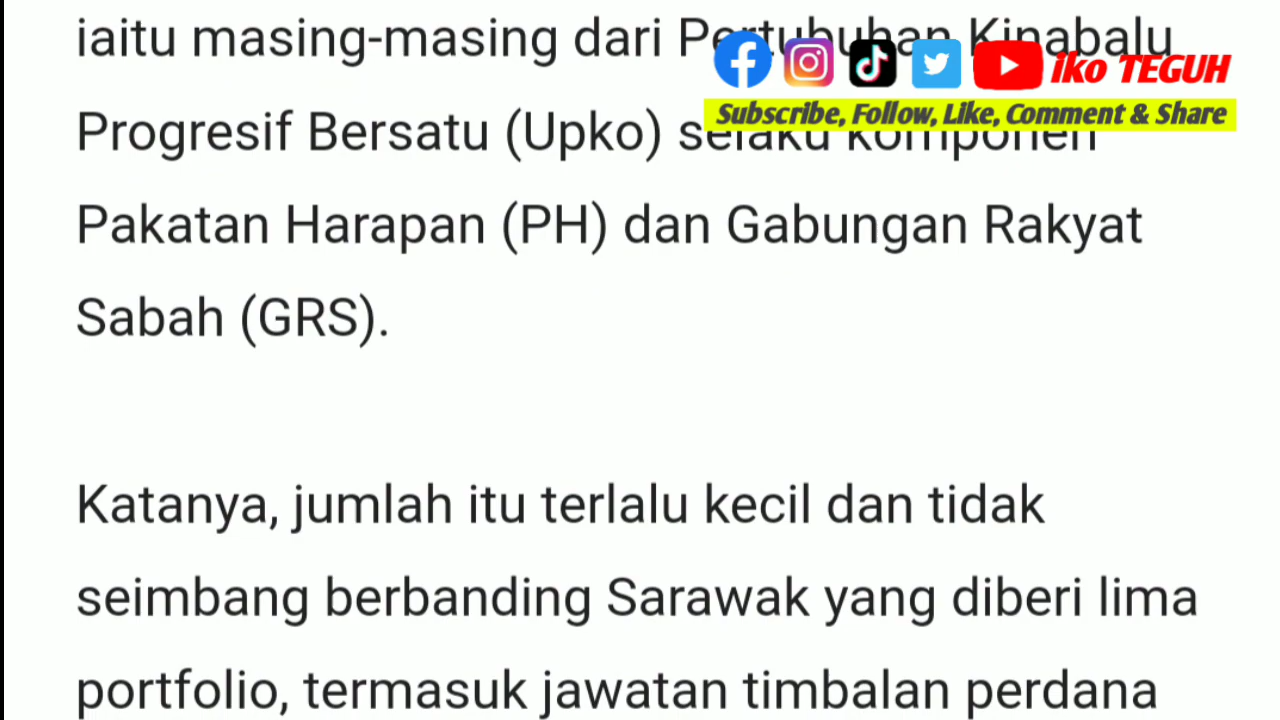 iaitu masing-masing dari Pertubuhan Kinabalu
iko TEGUH
Subscribe, Follow, Like, Comment & Share
Progresif Bersatu (Upko) selaku komponen
Pakatan Harapan (PH) dan Gabungan Rakyat
Sabah (GRS).
Katanya, jumlah itu terlalu kecil dan tidak
seimbang berbanding Sarawak yang diberi lima
portfolio, termasuk jawatan timbalan perdana